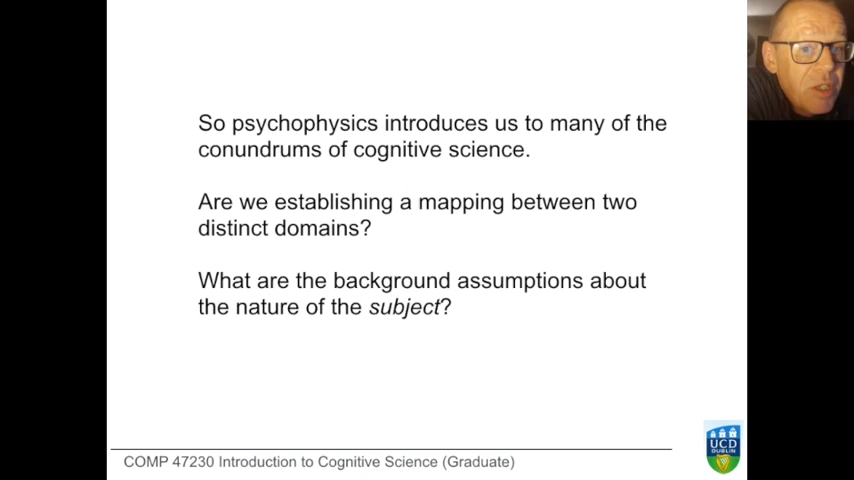 So psychophysics introduces us to many of the
conundrums of cognitive science.
Are we establishing a mapping between two
distinct domains?
What are the background assumptions about
the nature of the subject?
COMP 47230 Introduction to Cognitive Science (Graduate)
UCD
DUBLIN